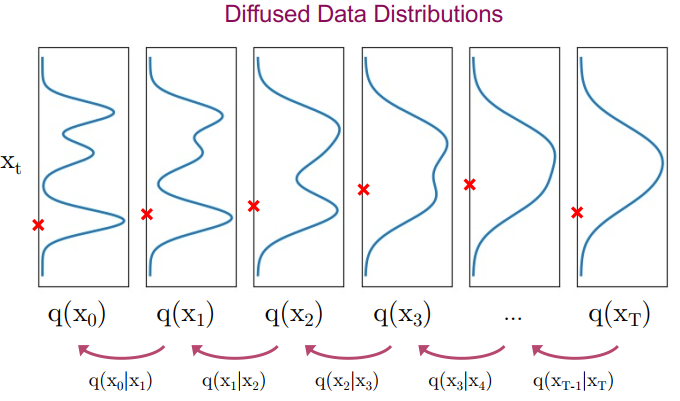 Diffused Data Distributions
x_t
q(x_0) q(x_1) q(x_2) q(x_3) ... q(x_T)
q(x_0|x_1) q(x_1|x_2) q(x_2|x_3) q(x_3|x_4) q(x_{T-1}|x_T)